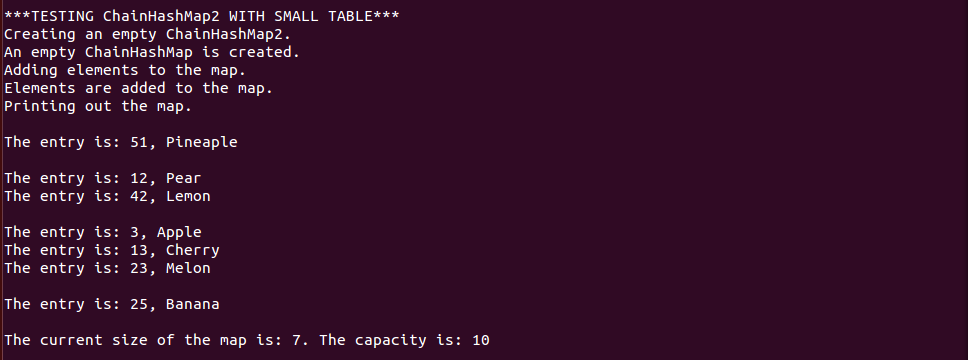 ***TESTING ChainHashMap2 WITH SMALL TABLE***
Creating an empty ChainHashMap2.
An empty ChainHashMap is created.
Adding elements to the map.
Elements are added to the map.
Printing out the map.
The entry is: 51, Pineaple
The entry is: 12, Pear
The entry is: 42, Lemon
The entry is: 3, Apple
The entry is: 13, Cherry
The entry is: 23, Melon
The entry is: 25, Banana
The current size of the map is: 7. The capacity is: 10